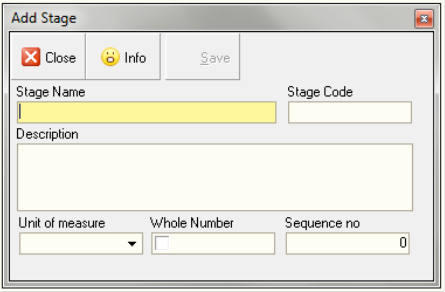 Add Stage
Close Info Save
Stage Name Stage Code
Description
Unit of measure Whole Number Sequence no
0